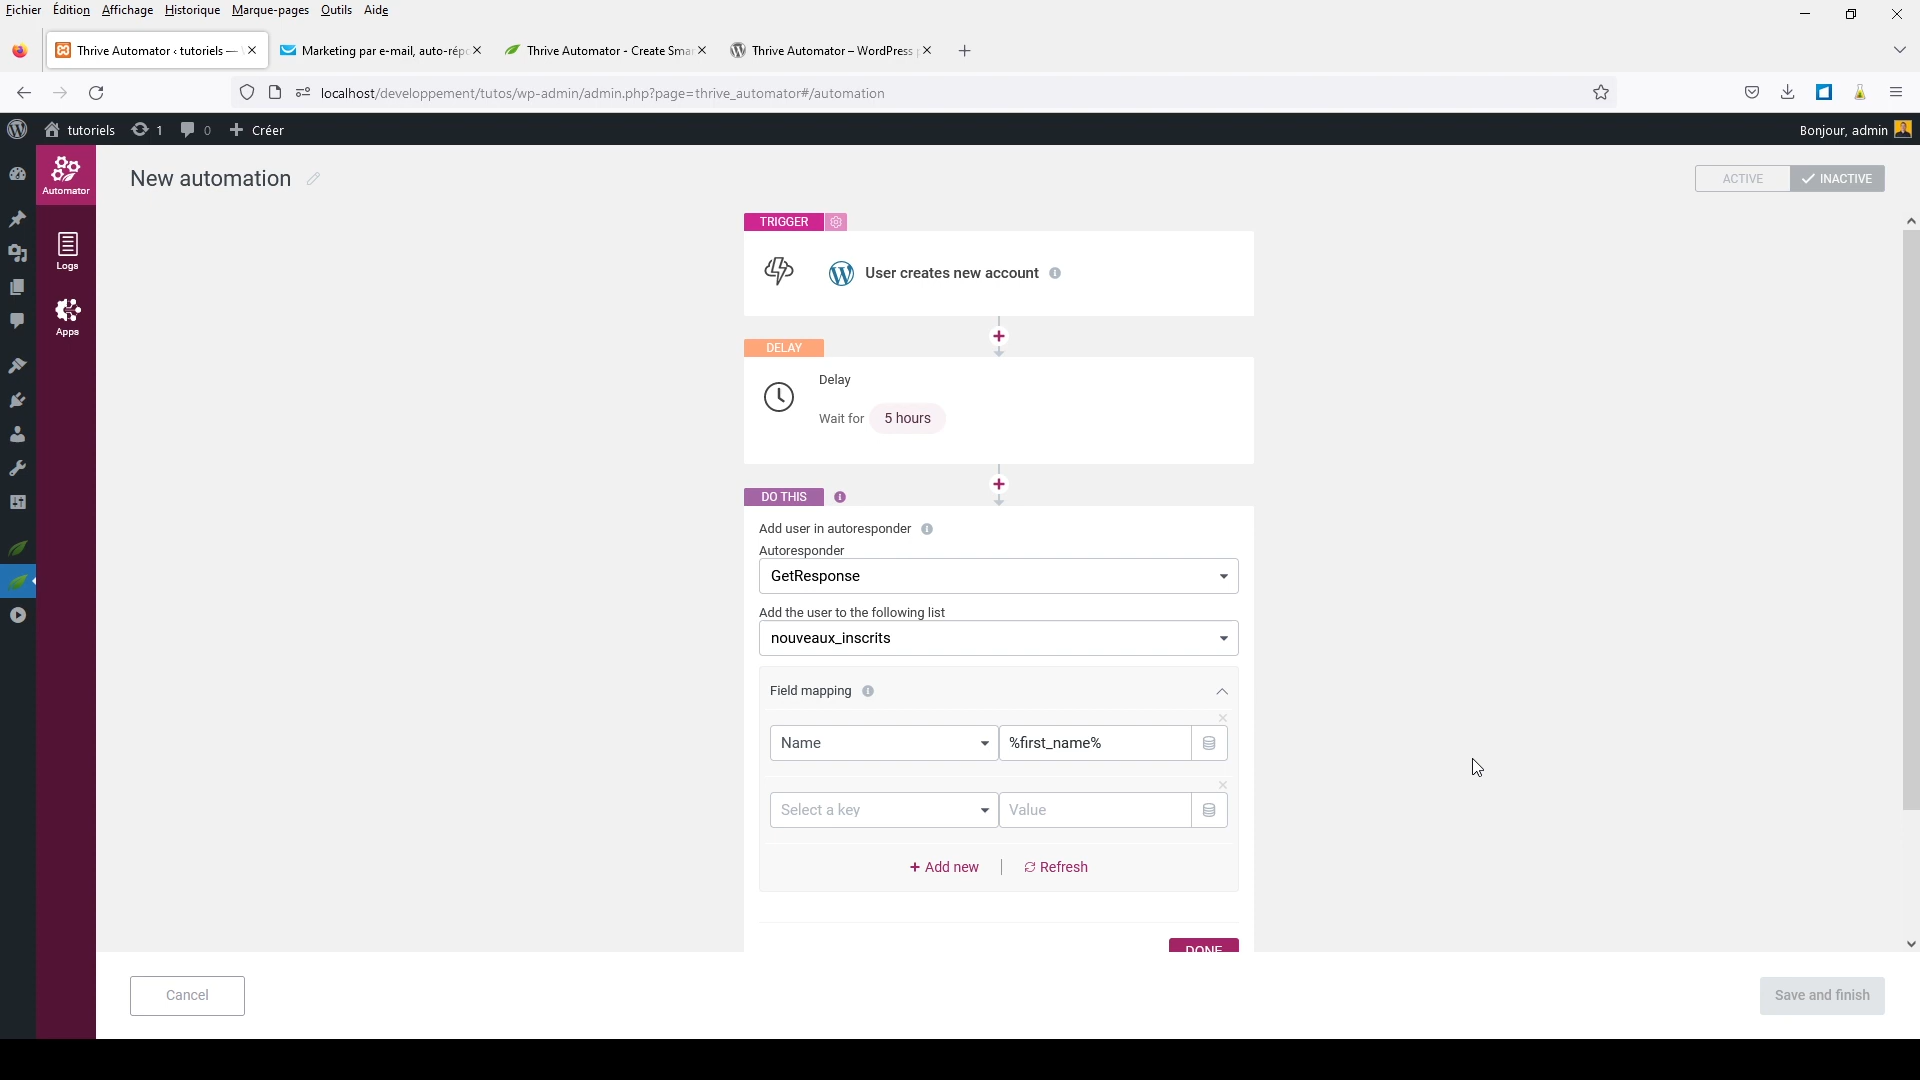 Fichier Édition Affichage Historique Marque-pages Outils Aide
Thrive Automator ‹ tutoriels —
Marketing par e-mail, auto-rép
Thrive Automator - Create Smar
Thrive Automator – WordPress
localhost/developpement/tutos/wp-admin/admin.php?page=thrive_automator#/automation
tutoriels 1 0 Créer
Bonjour, admin
Automator
Logs
Apps
New automation
ACTIVE INACTIVE
TRIGGER
User creates new account
DELAY
Delay
Wait for 5 hours
DO THIS
Add user in autoresponder
Autoresponder
GetResponse
Add the user to the following list
nouveaux_inscrits
Field mapping
Name %first_name%
Select a key Value
+ Add new | Refresh
DONE
Cancel
Save and finish